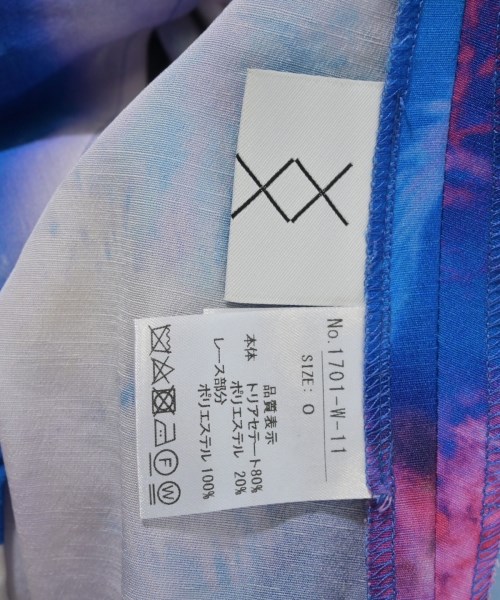 No.1701-W-11
SIZE: O
品質表示
本体 トリアセテート80%
ポリエステル 20%
レース部分
ポリエステル 100%
F
W